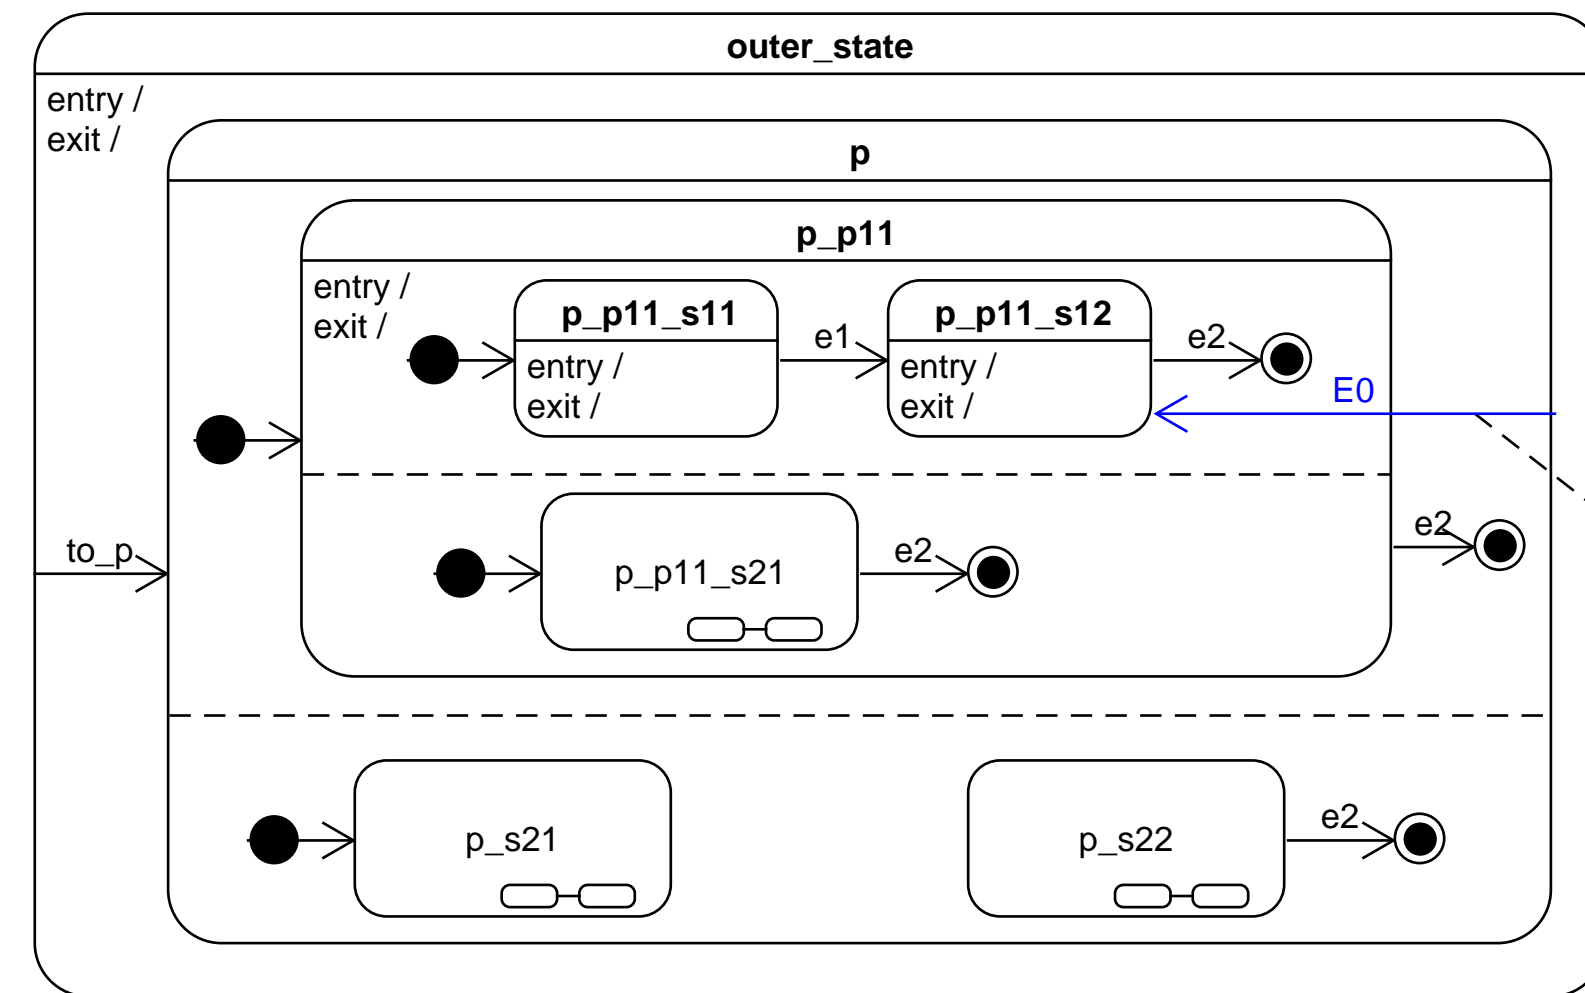 outer_state
entry /
exit /
p
p_p11
entry /
exit /
p_p11_s11
entry /
exit /
e1
p_p11_s12
entry /
exit /
e2
E0
to_p
p_p11_s21
e2
e2
p_s21
p_s22
e2